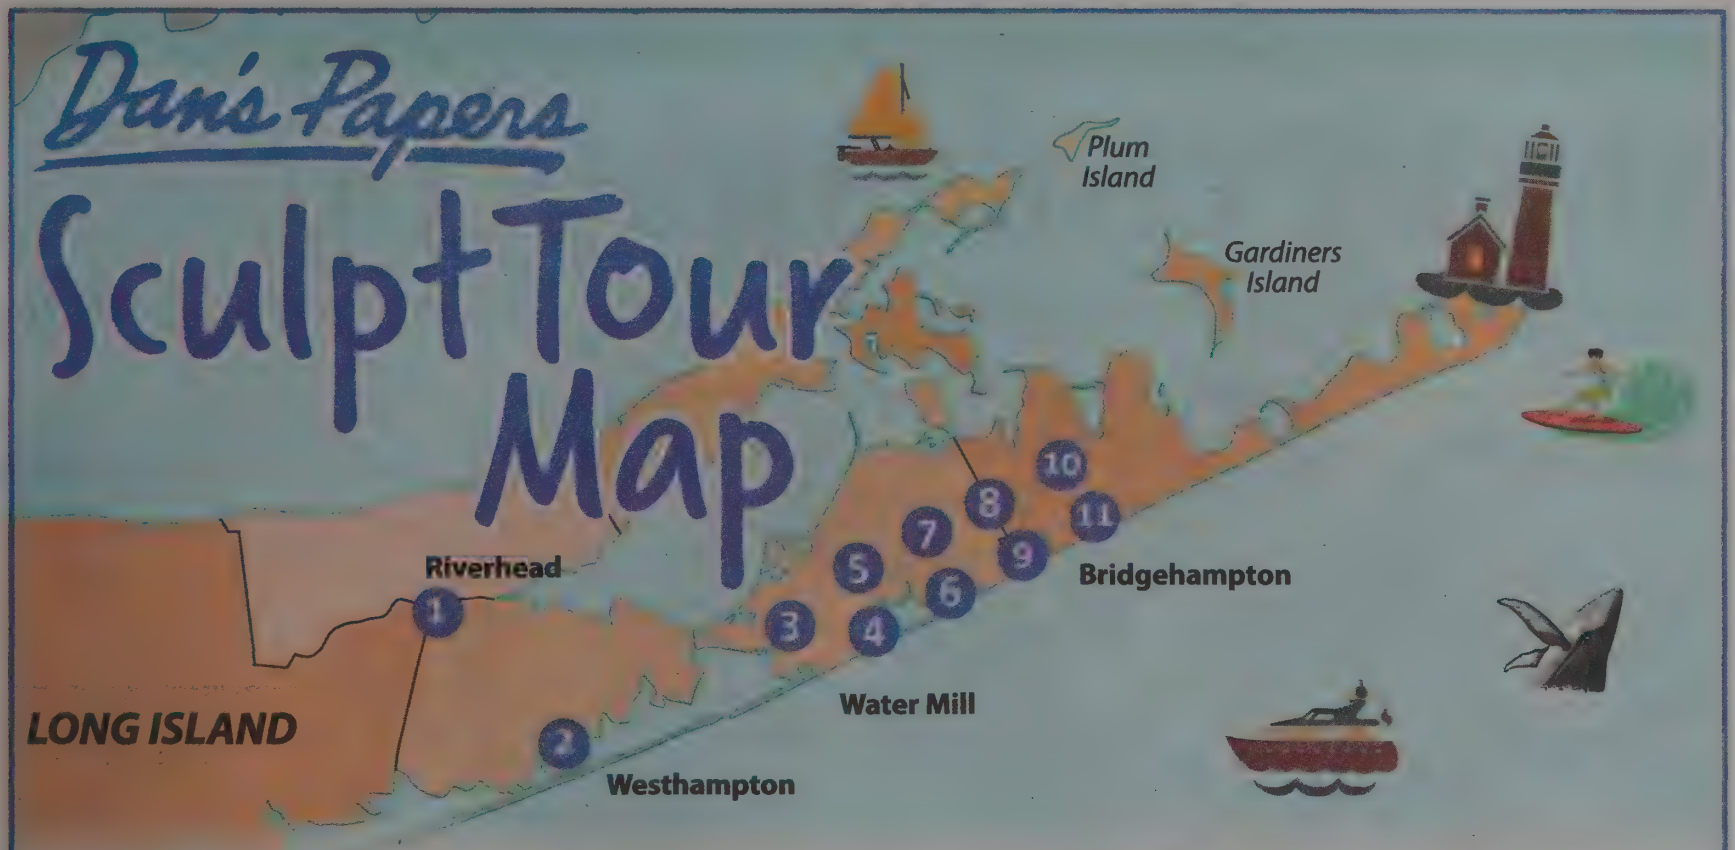 Dan's Papers
SculptTour
Map
Plum
Island
Gardiners
Island
10
8
11
7
9
Riverhead
5
Bridgehampton
6
1
3
4
Water Mill
LONG ISLAND
2
Westhampton